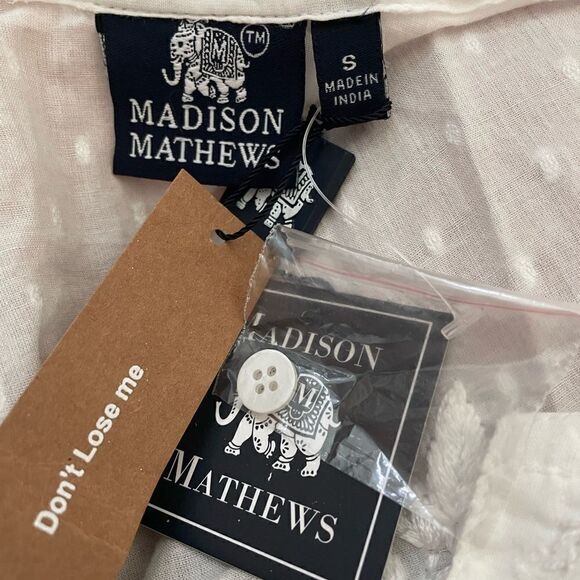 TM
M
MADISON
MATHEWS
S
MADE IN
INDIA
Don't Lose me
MADISON
M
MATHEWS